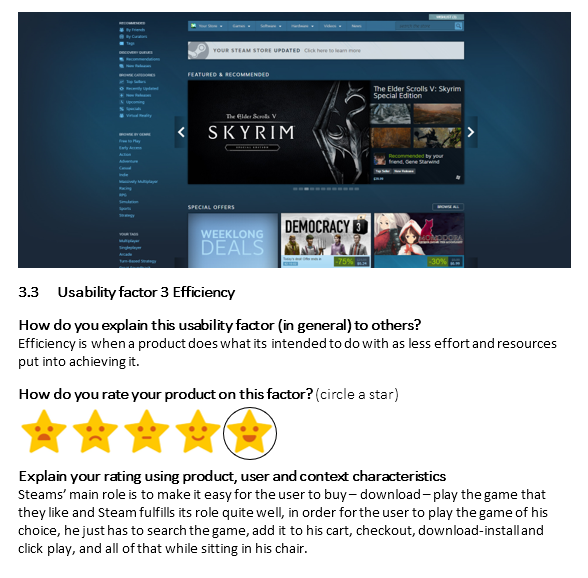 WISHLIST (2)
RECOMMENDED
By Friends
By Curators
Tags
DISCOVERY QUEUES
Recommendations
New Releases
BROWSE CATEGORIES
Top Sellers
Recently Updated
New Releases
Upcoming
Specials
Virtual Reality
BROWSE BY GENRE
Free to Play
Early Access
Action
Adventure
Casual
Indie
Massively Multiplayer
Racing
RPG
Simulation
Sports
Strategy
YOUR TAGS
Multiplayer
Singleplayer
Arcade
Turn-Based Strategy
Your Store Games Software Hardware Videos News
YOUR STEAM STORE UPDATED Click here to learn more
FEATURED & RECOMMENDED
The Elder Scrolls V
SKYRIM
SPECIAL EDITION
The Elder Scrolls V: Skyrim
Special Edition
Recommended by your
friend, Gene Starwind
Top Seller New Release
$39.99
SPECIAL OFFERS
BROWSE ALL
WEEKLONG
DEALS
DEMOCRACY 3
-75% $6.24
MOMODORA
-30% $6.99
3.3 Usability factor 3 Efficiency
How do you explain this usability factor (in general) to others?
Efficiency is when a product does what its intended to do with as less effort and resources
put into achieving it.
How do you rate your product on this factor? (circle a star)
Explain your rating using product, user and context characteristics
Steams’ main role is to make it easy for the user to buy – download – play the game that
they like and Steam fulfills its role quite well, in order for the user to play the game of his
choice, he just has to search the game, add it to his cart, checkout, download-install and
click play, and all of that while sitting in his chair.